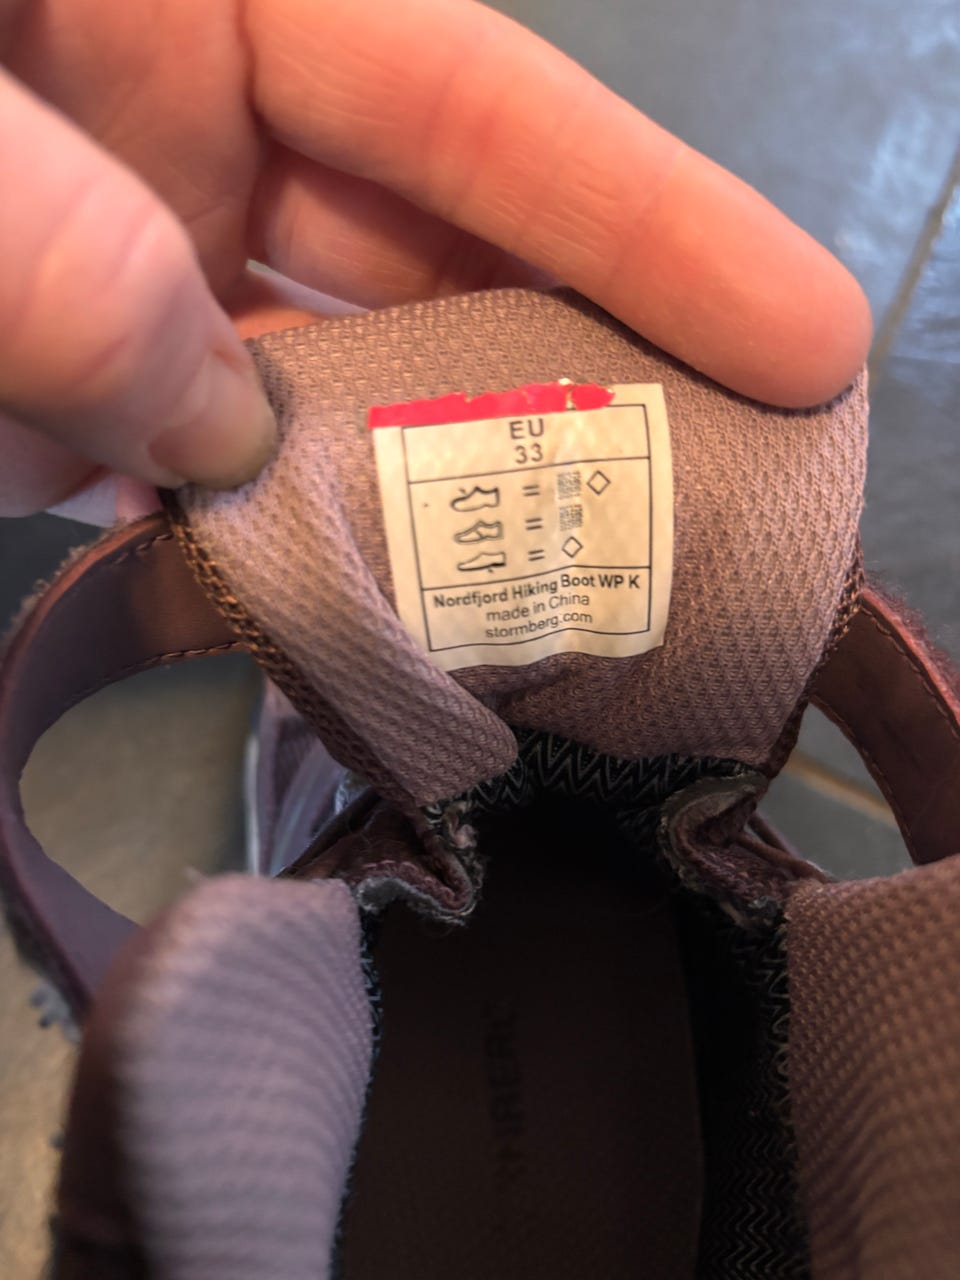 EU
33
=
=
=
Nordfjord Hiking Boot WP K
made in China
stormberg.com